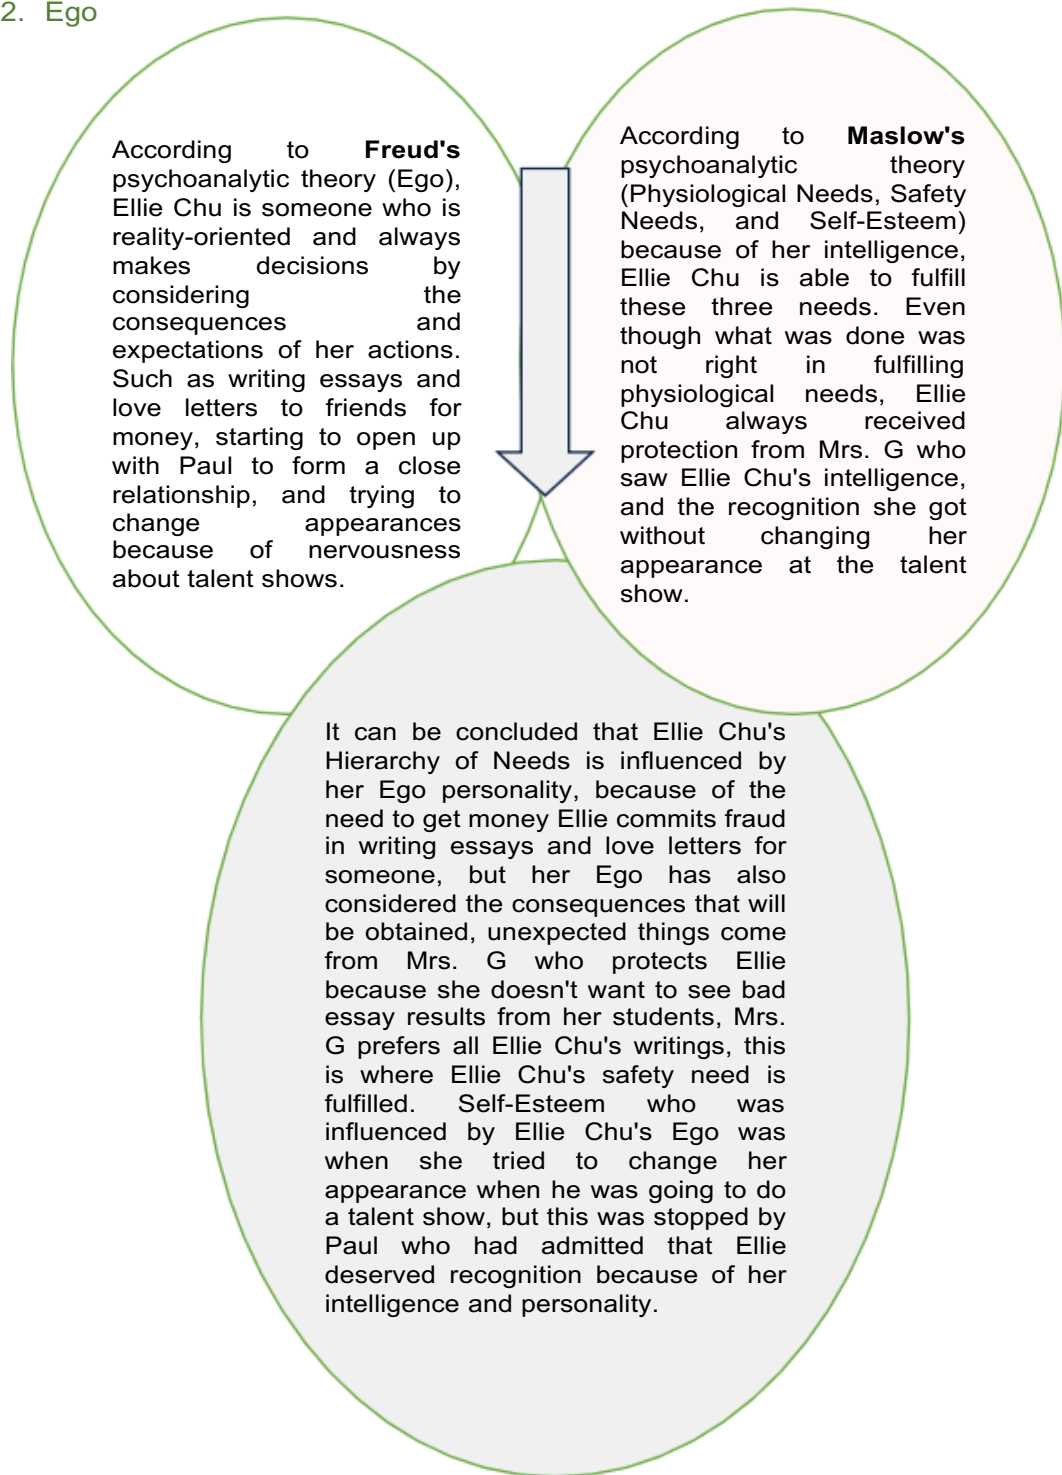 2. Ego
According to Freud's
psychoanalytic theory (Ego),
Ellie Chu is someone who is
reality-oriented and always
makes decisions by
considering the
consequences and
expectations of her actions.
Such as writing essays and
love letters to friends for
money, starting to open up
with Paul to form a close
relationship, and trying to
change appearances
because of nervousness
about talent shows.
According to Maslow's
psychoanalytic theory
(Physiological Needs, Safety
Needs, and Self-Esteem)
because of her intelligence,
Ellie Chu is able to fulfill
these three needs. Even
though what was done was
not right in fulfilling
physiological needs, Ellie
Chu always received
protection from Mrs. G who
saw Ellie Chu's intelligence,
and the recognition she got
without changing her
appearance at the talent
show.
It can be concluded that Ellie Chu's
Hierarchy of Needs is influenced by
her Ego personality, because of the
need to get money Ellie commits fraud
in writing essays and love letters for
someone, but her Ego has also
considered the consequences that will
be obtained, unexpected things come
from Mrs. G who protects Ellie
because she doesn't want to see bad
essay results from her students, Mrs.
G prefers all Ellie Chu's writings, this
is where Ellie Chu's safety need is
fulfilled. Self-Esteem who was
influenced by Ellie Chu's Ego was
when she tried to change her
appearance when he was going to do
a talent show, but this was stopped by
Paul who had admitted that Ellie
deserved recognition because of her
intelligence and personality.